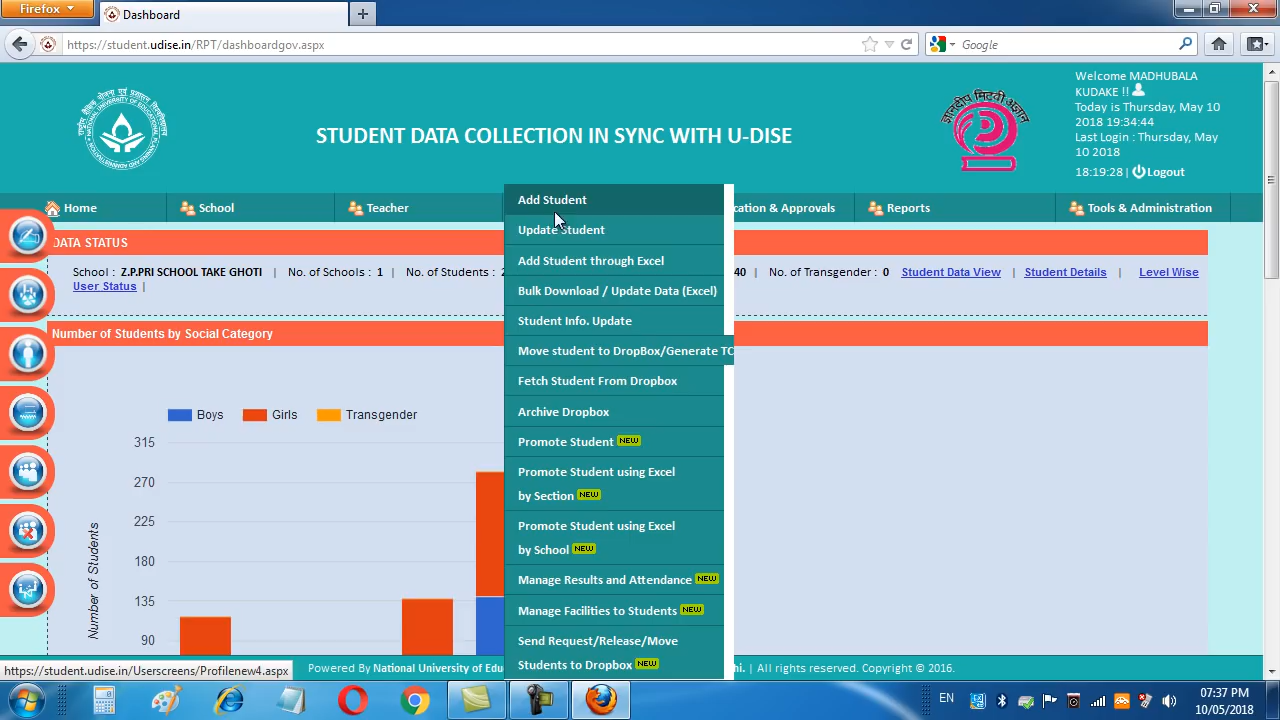 Firefox
Dashboard
https://student.udise.in/RPT/dashboardgov.aspx
Google
STUDENT DATA COLLECTION IN SYNC WITH U-DISE
Welcome MADHUBALA
KUDAKE !!
Today is Thursday, May 10
2018 19:34:44
Last Login : Thursday, May
10 2018
18:19:28 | Logout
Home
School
Teacher
cation & Approvals
Reports
Tools & Administration
DATA STATUS
School : Z.P.PRI SCHOOL TAKE GHOTI | No. of Schools : 1 | No. of Students : 2
40 | No. of Transgender : 0 Student Data View | Student Details | Level Wise
User Status |
Number of Students by Social Category
Boys Girls Transgender
315
270
225
180
135
90
Number of Students
Add Student
Update Student
Add Student through Excel
Bulk Download / Update Data (Excel)
Student Info. Update
Move student to DropBox/Generate TC
Fetch Student From Dropbox
Archive Dropbox
Promote Student NEW
Promote Student using Excel
by Section NEW
Promote Student using Excel
by School NEW
Manage Results and Attendance NEW
Manage Facilities to Students NEW
Send Request/Release/Move
Students to Dropbox NEW
https://student.udise.in/Userscreens/Profilenew4.aspx
Powered By National University of Edu
hi. | All rights reserved. Copyright © 2016.
EN
07:37 PM
10/05/2018